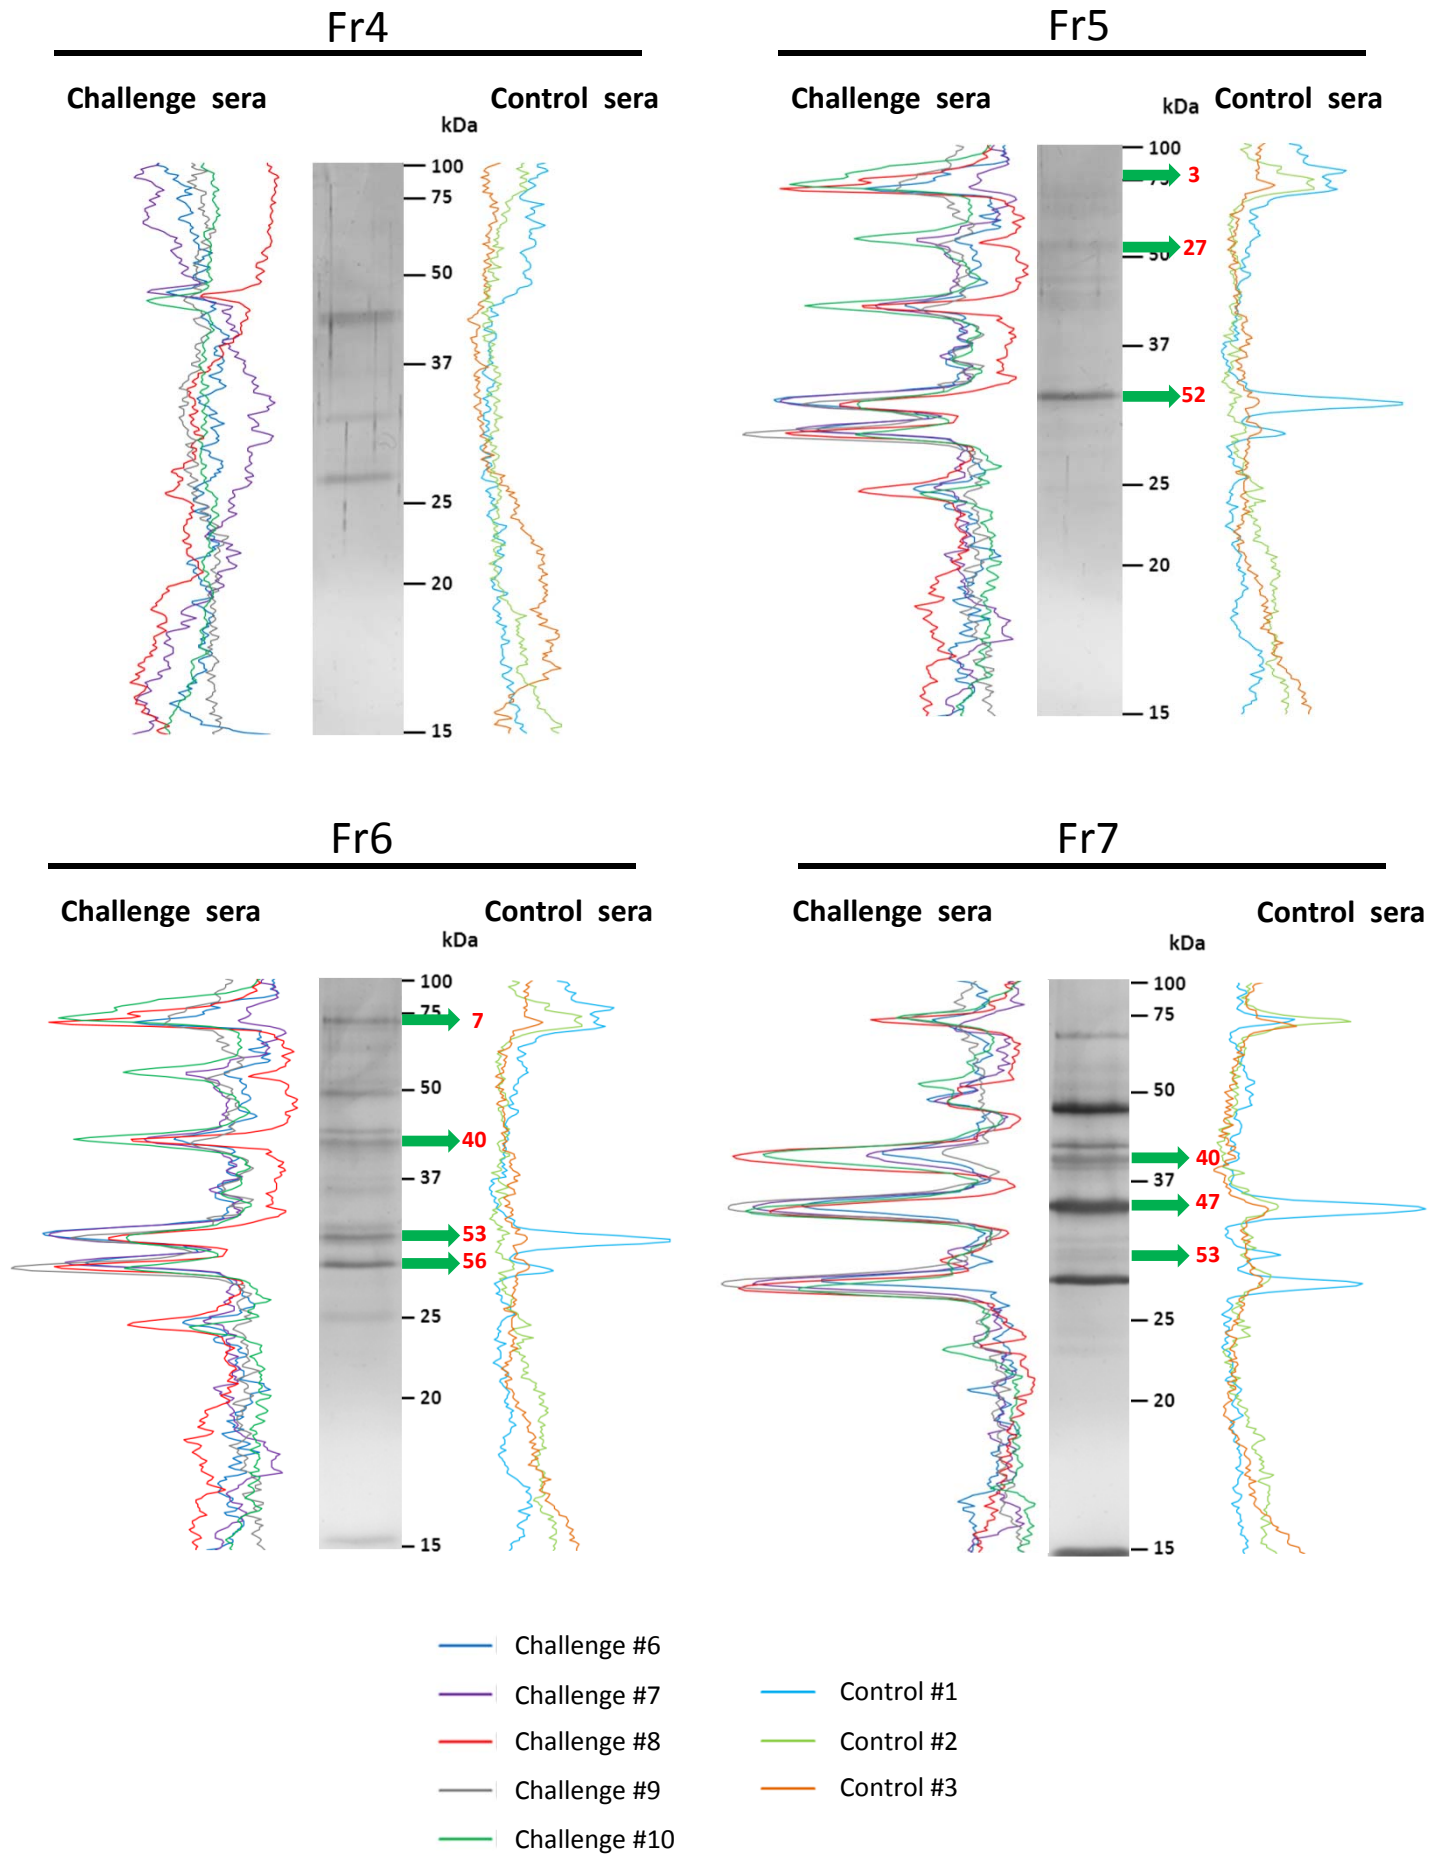 Fr4
Challenge sera
Control sera
kDa
100
75
50
37
25
20
15
Fr5
Challenge sera
Control sera
kDa
100
75
50
37
25
20
15
3
27
52
Fr6
Challenge sera
Control sera
kDa
100
75
50
37
25
20
15
7
40
53
56
Fr7
Challenge sera
Control sera
kDa
100
75
50
37
25
20
15
40
47
53
Challenge #6
Challenge #7
Challenge #8
Challenge #9
Challenge #10
Control #1
Control #2
Control #3